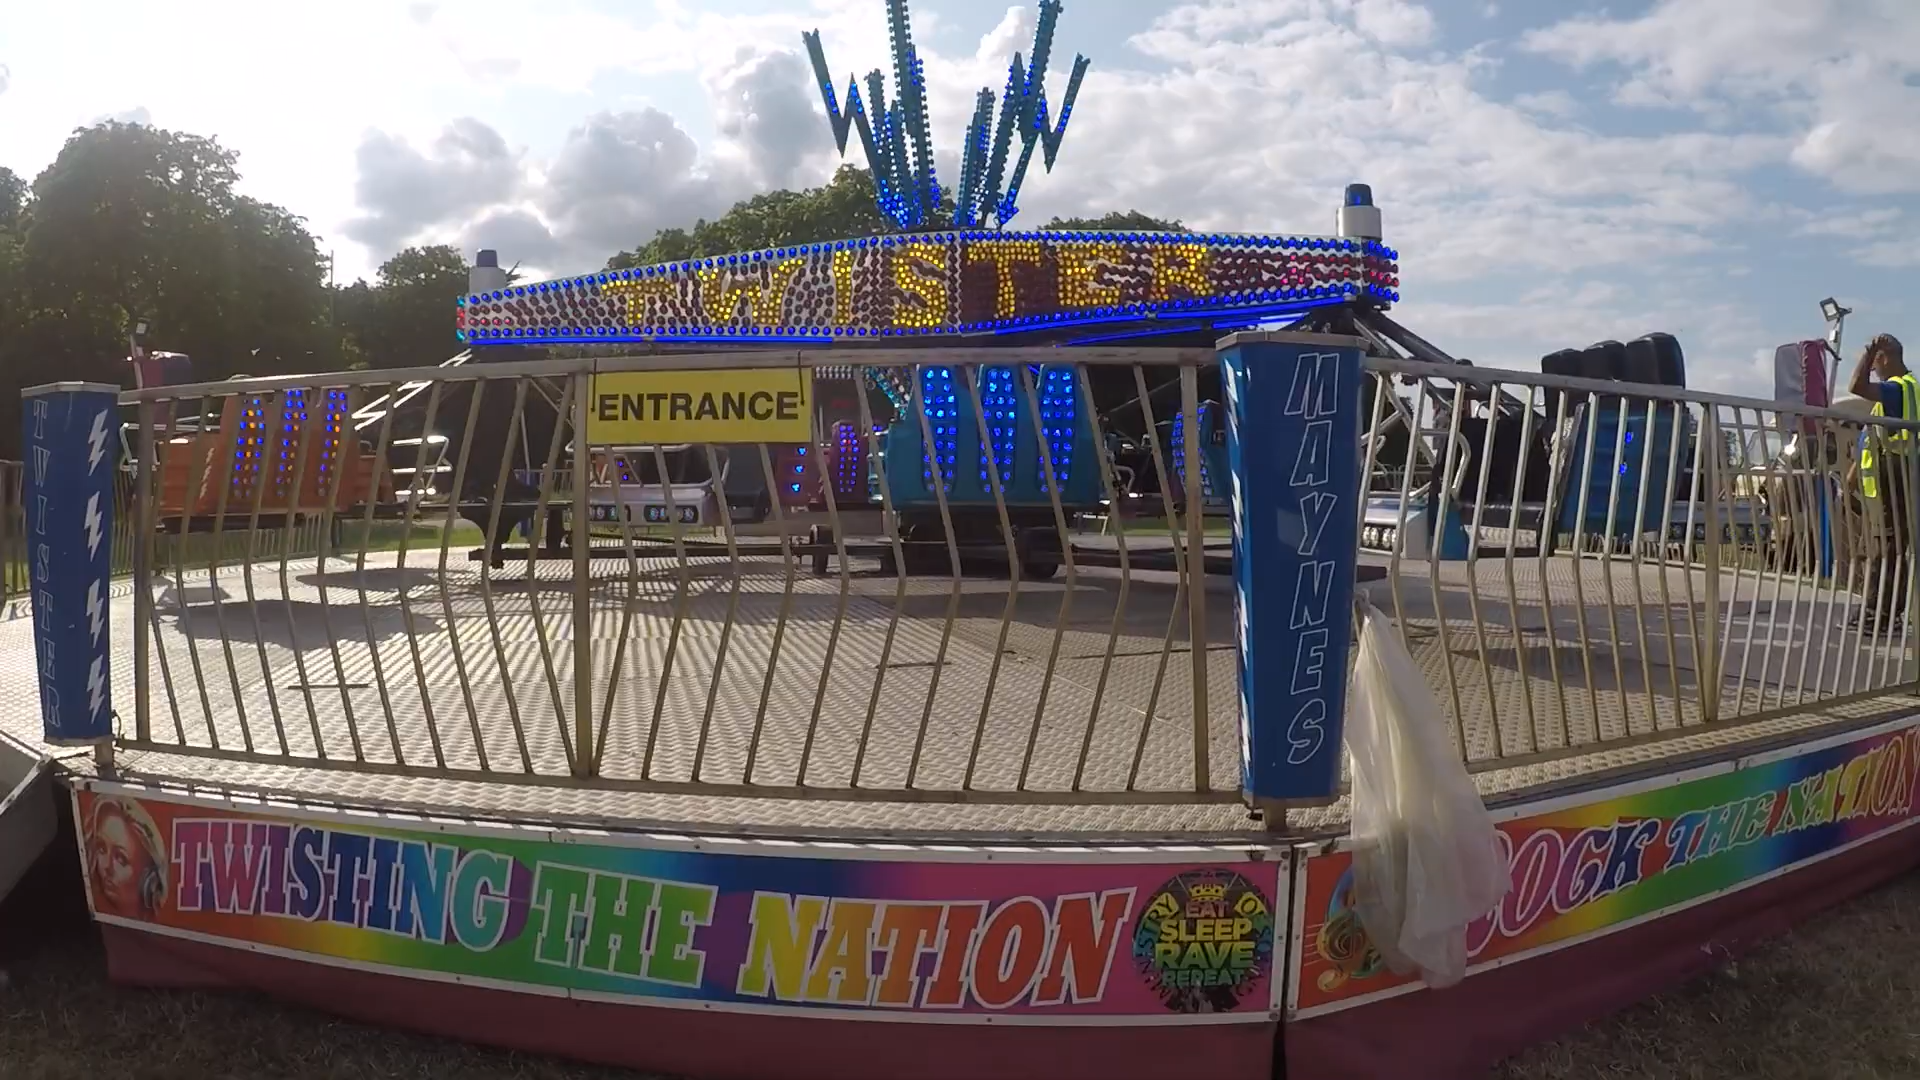 TWISTER
ENTRANCE
TWISTER
MAYNES
TWISTING THE NATION
EAT
SLEEP
RAVE
REPEAT
ROCK THE NATION